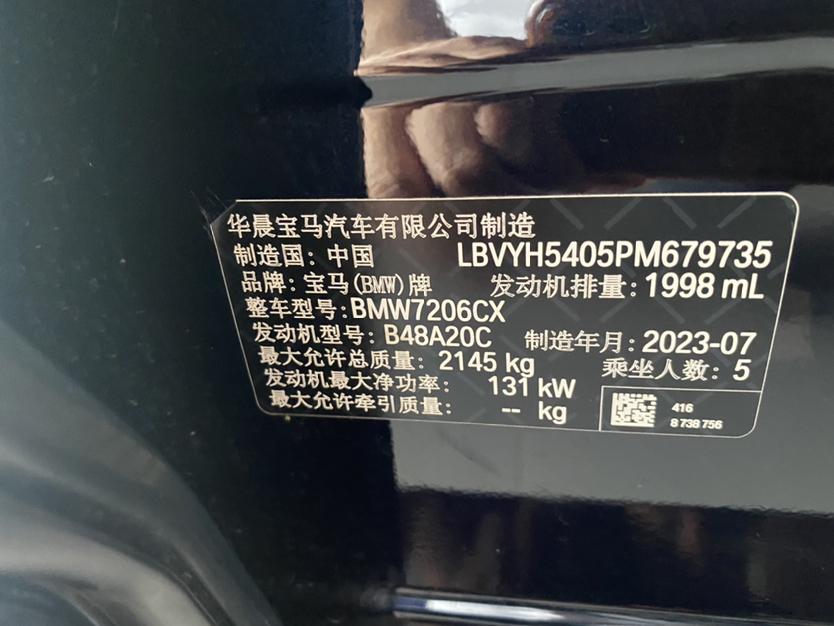 华晨宝马汽车有限公司制造
制造国: 中国 LBVYH5405PM679735
品牌: 宝马(BMW)牌 发动机排量: 1998 mL
整车型号: BMW7206CX
发动机型号: B48A20C 制造年月: 2023-07
最大允许总质量: 2145 kg 乘坐人数: 5
发动机最大净功率: 131 kW
最大允许牵引质量: -- kg
416
8 738 756